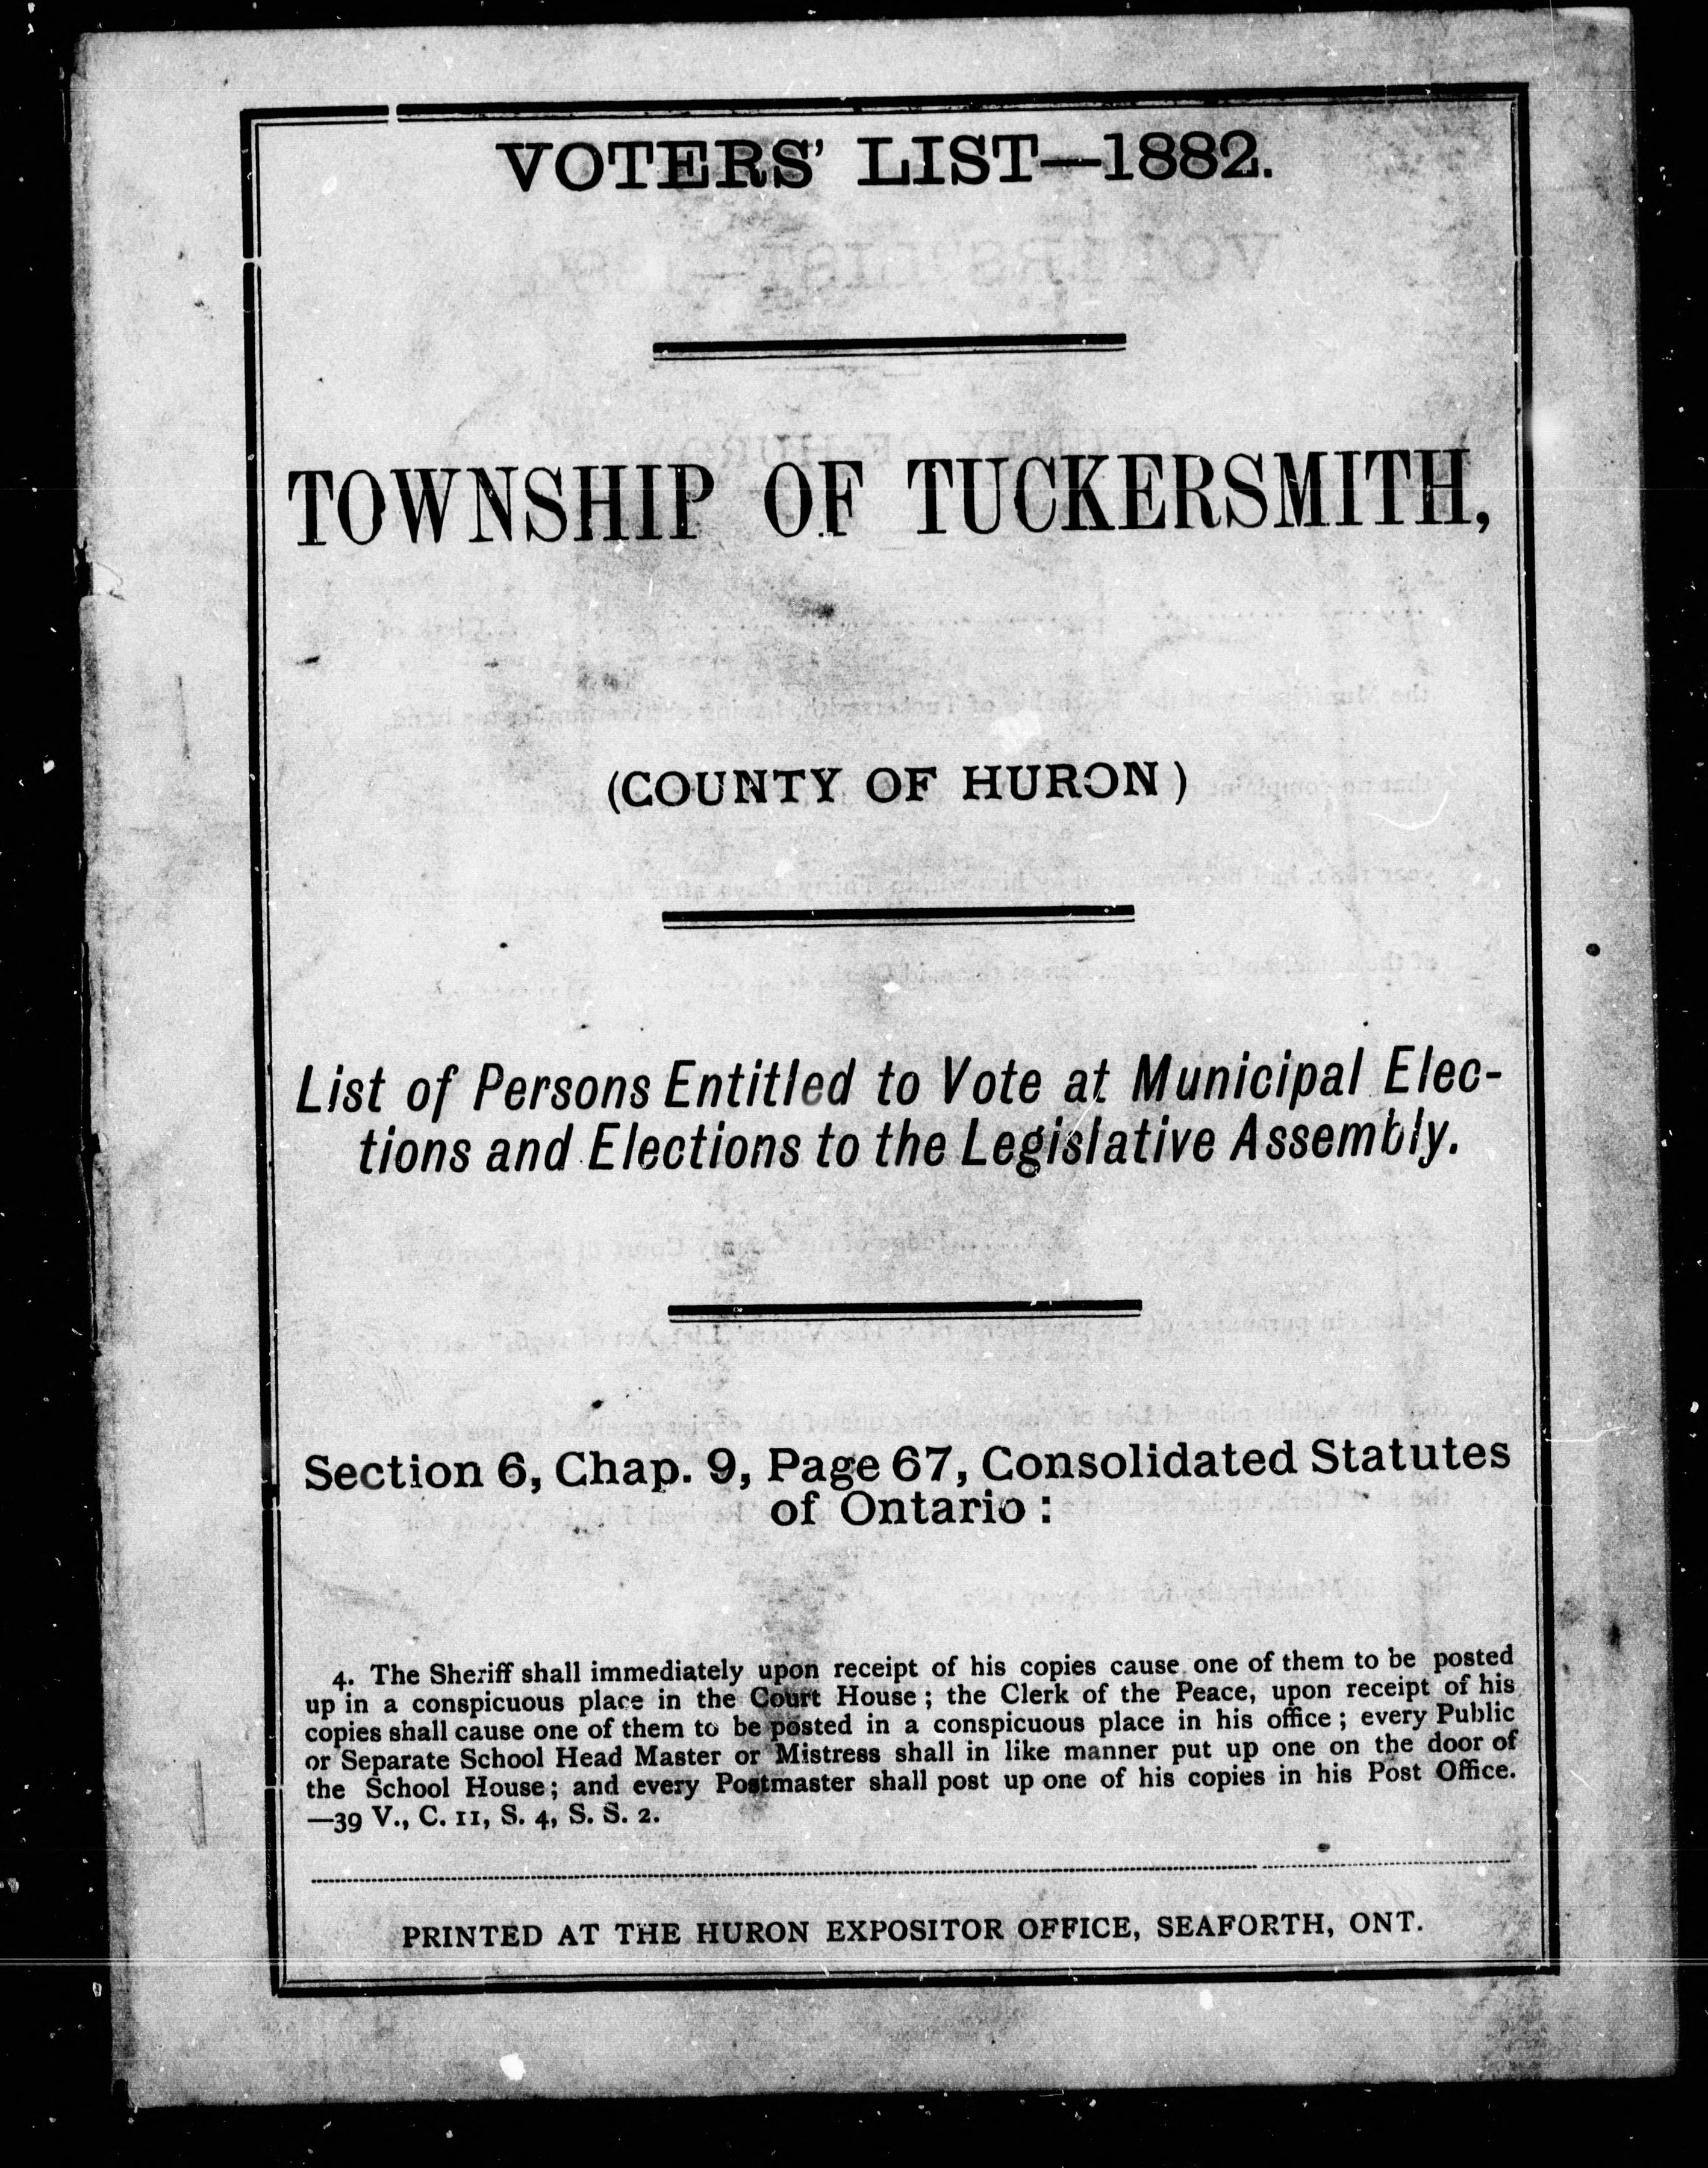 VOTERS' LIST—1882.
TOWNSHIP OF TUCKERSMITH,
(COUNTY OF HURON)
List of Persons Entitled to Vote at Municipal Elec-
tions and Elections to the Legislative Assembly.
Section 6, Chap. 9, Page 67, Consolidated Statutes
of Ontario:
4. The Sheriff shall immediately upon receipt of his copies cause one of them to be posted
up in a conspicuous place in the Court House; the Clerk of the Peace, upon receipt of his
copies shall cause one of them to be posted in a conspicuous place in his office; every Public
or Separate School Head Master or Mistress shall in like manner put up one on the door of
the School House; and every Postmaster shall post up one of his copies in his Post Office.
—39 V., C. 11, S. 4, S. S. 2.
PRINTED AT THE HURON EXPOSITOR OFFICE, SEAFORTH, ONT.